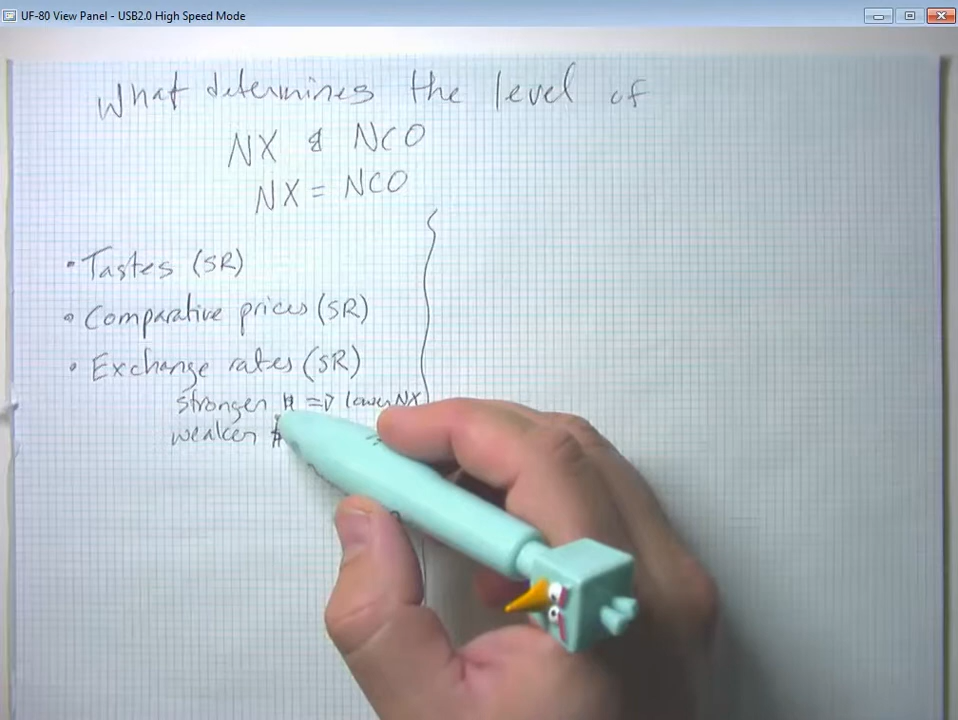 UF-80 View Panel - USB2.0 High Speed Mode
What determines the level of
NX & NCO
NX = NCO
• Tastes (SR)
• Comparative prices (SR)
• Exchange rates (SR)
stronger $ => lower NX
weaker $